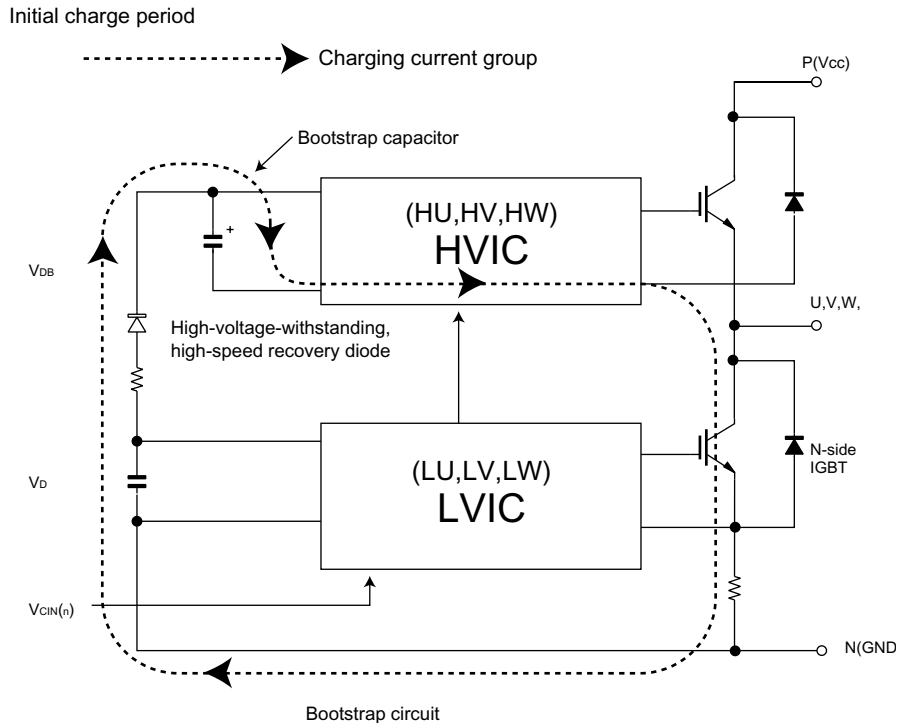 Initial charge period
Charging current group
P(Vcc)
Bootstrap capacitor
+
(HU,HV,HW)
HVIC
VDB
U,V,W,
High-voltage-withstanding,
high-speed recovery diode
(LU,LV,LW)
LVIC
N-side
IGBT
VD
VCIN(n)
N(GND
Bootstrap circuit